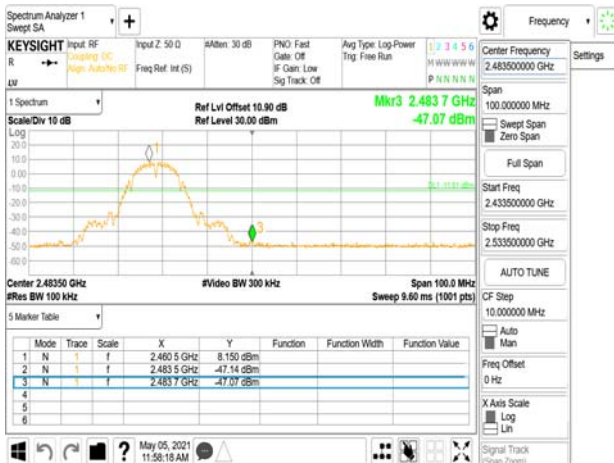 Spectrum Analyzer 1
Swept SA
Frequency
KEYSIGHT
R
Input: RF
Coupling: DC
Align: Auto/No RF
Input Z: 50 Ω
Freq Ref: Int (S)
#Atten: 30 dB
PNO: Fast
Gate: Off
IF Gain: Low
Sig Track: Off
Avg Type: Log-Power
Trig: Free Run
1 2 3 4 5 6
M W W W W W
P N N N N N
Settings
Center Frequency
2.483500000 GHz
Span
100.000000 MHz
Swept Span
Zero Span
Full Span
Start Freq
2.433500000 GHz
Stop Freq
2.533500000 GHz
AUTO TUNE
CF Step
10.000000 MHz
Auto
Man
Freq Offset
0 Hz
X Axis Scale
Log
Lin
Signal Track
(Span Zoom)
1 Spectrum
Scale/Div 10 dB
Ref Lvl Offset 10.90 dB
Ref Level 30.00 dBm
Mkr3 2.483 7 GHz
-47.07 dBm
Log
20.0
10.0
0.00
-10.0
-20.0
-30.0
-40.0
-50.0
-60.0
1
3
Center 2.48350 GHz
#Res BW 100 kHz
#Video BW 300 kHz
Span 100.0 MHz
Sweep 9.60 ms (1001 pts)
5 Marker Table
Mode Trace Scale X Y Function Function Width Function Value
1 N 1 f 2.460 5 GHz 8.150 dBm
2 N 1 f 2.483 5 GHz -47.14 dBm
3 N 1 f 2.483 7 GHz -47.07 dBm
4
5
6
?
May 05, 2021
11:58:18 AM